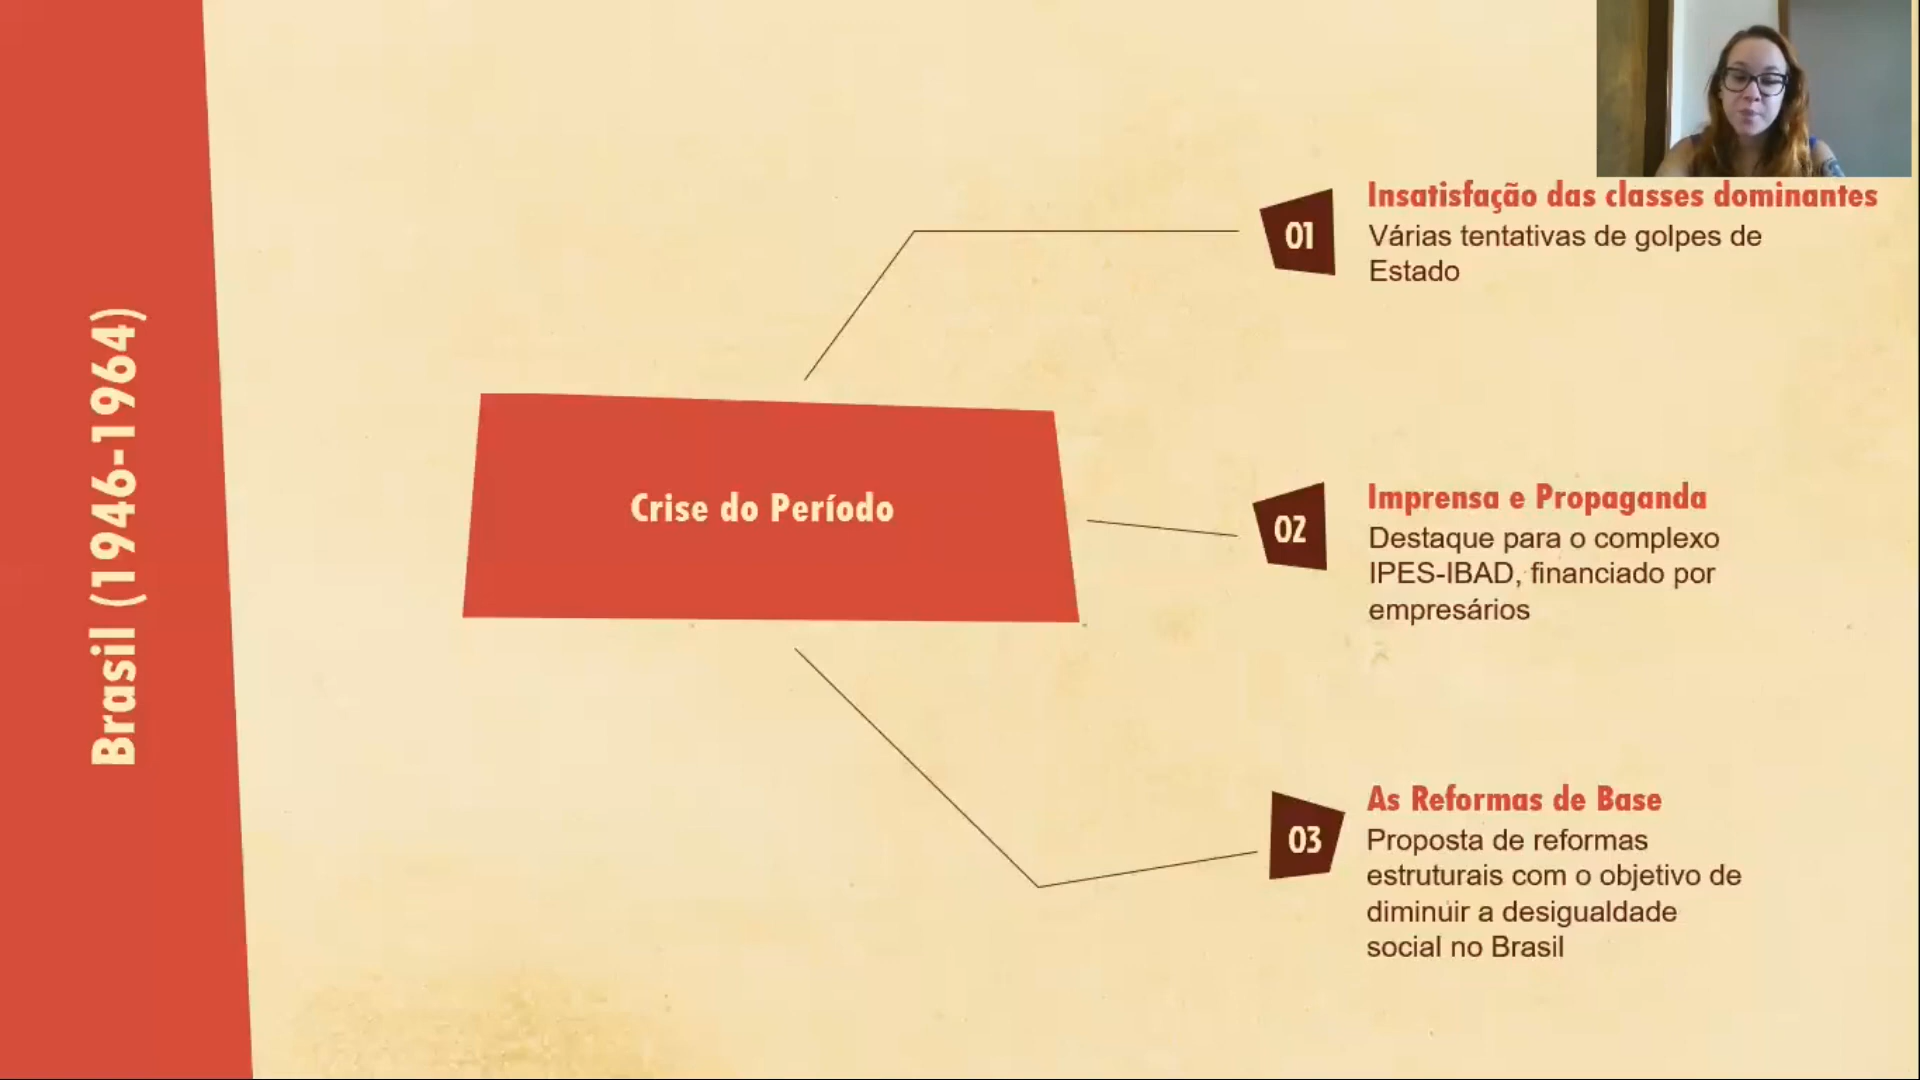 Brasil (1946-1964)
Crise do Período
01
Insatisfação das classes dominantes
Várias tentativas de golpes de
Estado
02
Imprensa e Propaganda
Destaque para o complexo
IPES-IBAD, financiado por
empresários
03
As Reformas de Base
Proposta de reformas
estruturais com o objetivo de
diminuir a desigualdade
social no Brasil